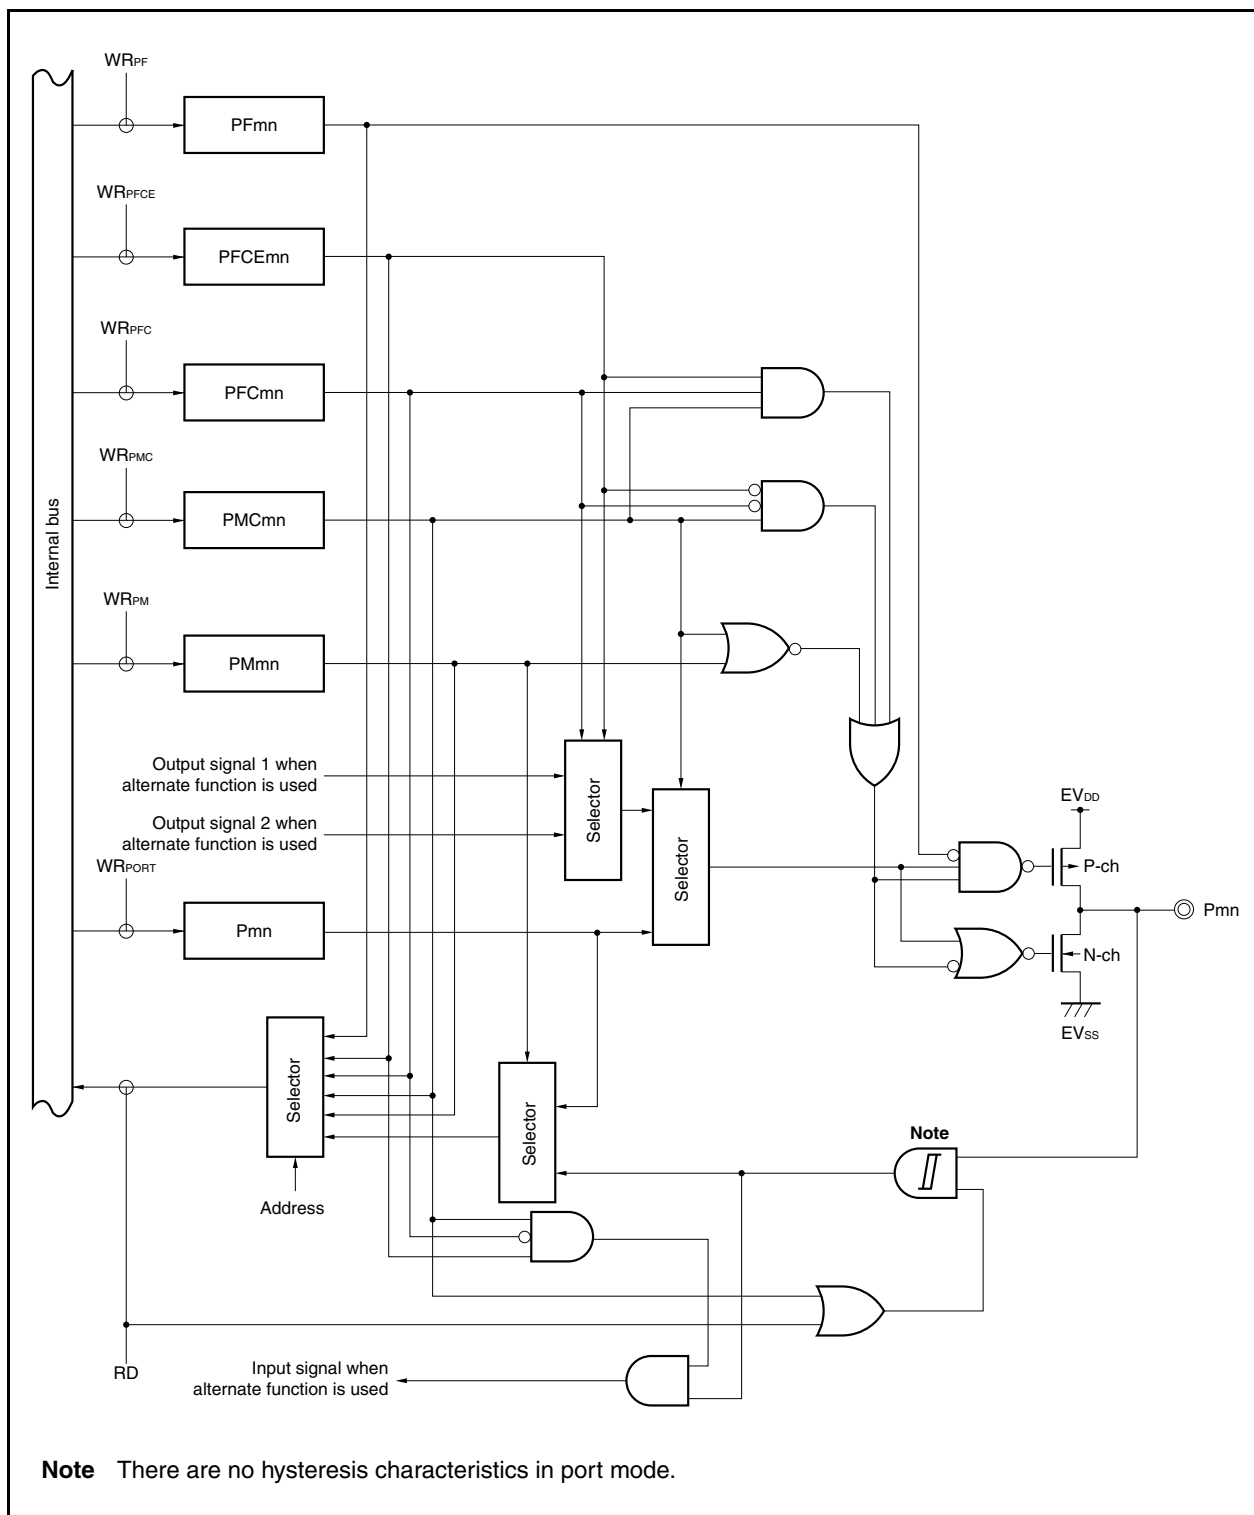 WRPF
PFmn
WRPFCE
PFCEmn
WRPFC
PFCmn
WRPMC
PMCmn
Internal bus
WRPM
PMmn
Output signal 1 when
alternate function is used
Output signal 2 when
alternate function is used
Selector
Selector
WRPORT
Pmn
EVDD
P-ch
Pmn
N-ch
EVSS
Selector
Address
Selector
Note
RD
Input signal when
alternate function is used
Note There are no hysteresis characteristics in port mode.